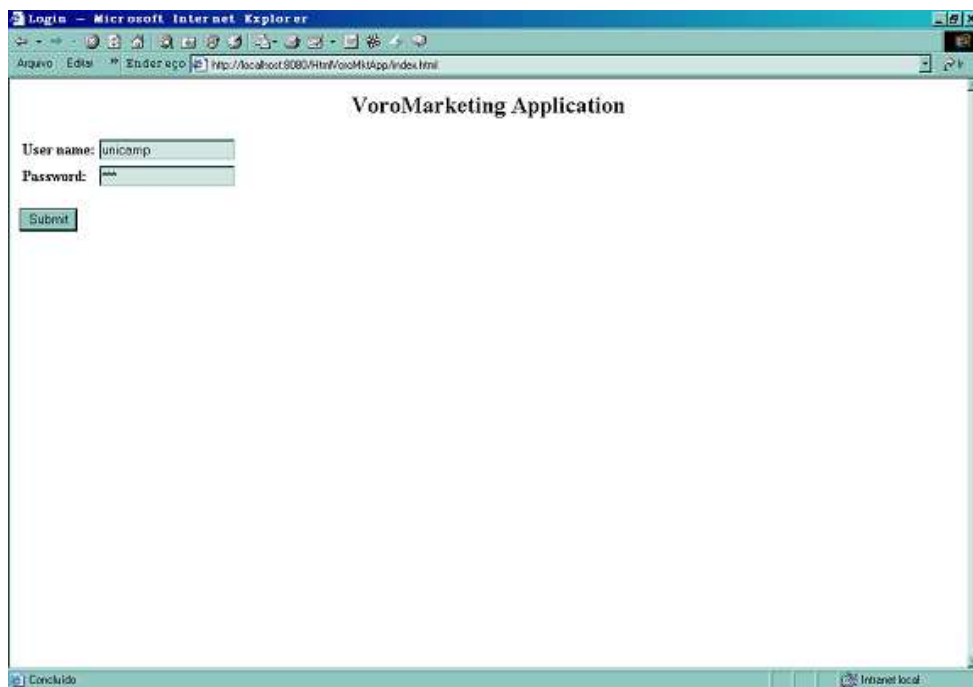 Login - Microsoft Internet Explorer
Arquivo Editar » Endereço http://localhost:8080/HtmlVoroMktApp/index.html
VoroMarketing Application
User name: unicamp
Password: ***
Submit
Concluído Intranet local